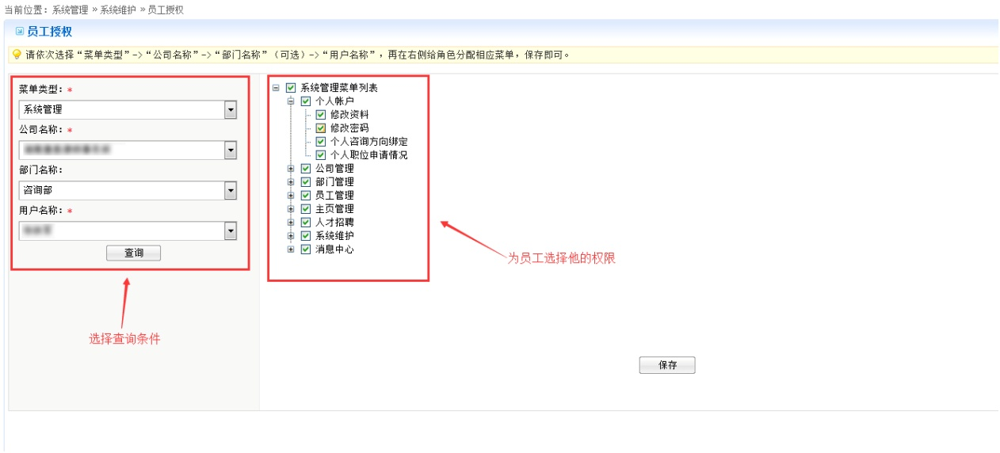 当前位置：系统管理 » 系统维护 » 员工授权
员工授权
请依次选择“菜单类型”->“公司名称”->“部门名称”（可选）->“用户名称”，再在右侧给角色分配相应菜单，保存即可。
菜单类型：*
系统管理
公司名称：*
部门名称：
咨询部
用户名称：*
查询
选择查询条件
系统管理菜单列表
个人帐户
修改资料
修改密码
个人咨询方向绑定
个人职位申请情况
公司管理
部门管理
员工管理
主页管理
人才招聘
系统维护
消息中心
为员工选择他的权限
保存